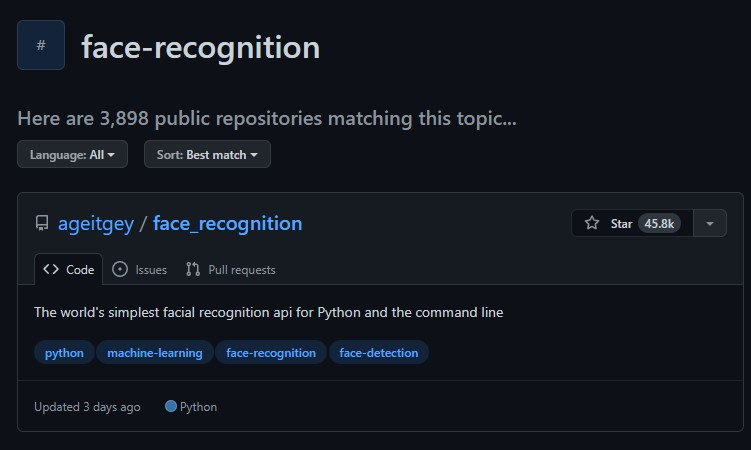 # face-recognition
Here are 3,898 public repositories matching this topic...
Language: All Sort: Best match
ageitgey / face_recognition Star 45.8k
Code Issues Pull requests
The world's simplest facial recognition api for Python and the command line
python machine-learning face-recognition face-detection
Updated 3 days ago Python